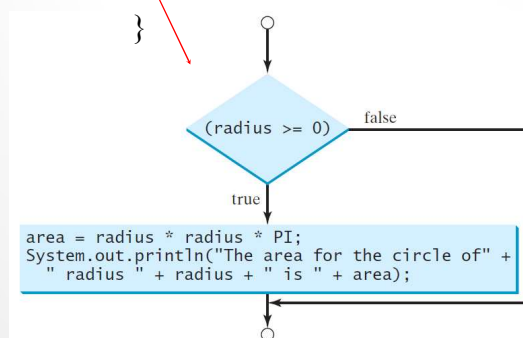 }
(radius >= 0)
false
true
area = radius * radius * PI;
System.out.println("The area for the circle of" +
" radius " + radius + " is " + area);